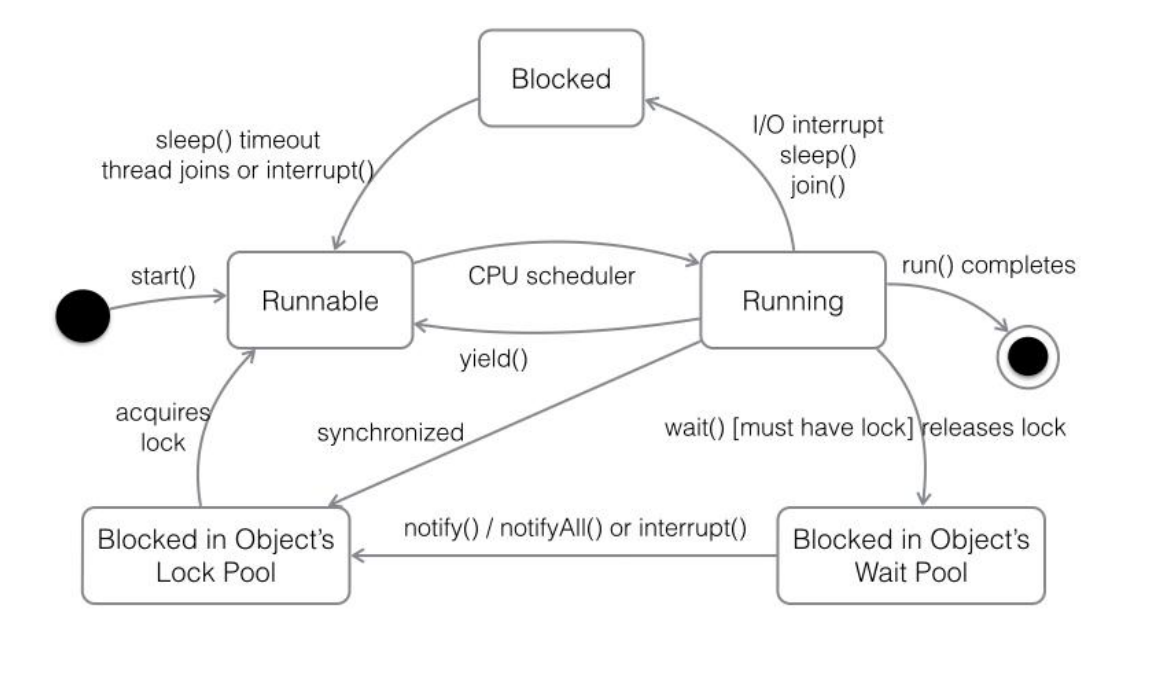 Blocked
I/O interrupt
sleep()
join()
sleep() timeout
thread joins or interrupt()
start()
Runnable
CPU scheduler
Running
run() completes
yield()
acquires
lock
synchronized
wait() [must have lock] releases lock
notify() / notifyAll() or interrupt()
Blocked in Object’s
Lock Pool
Blocked in Object’s
Wait Pool